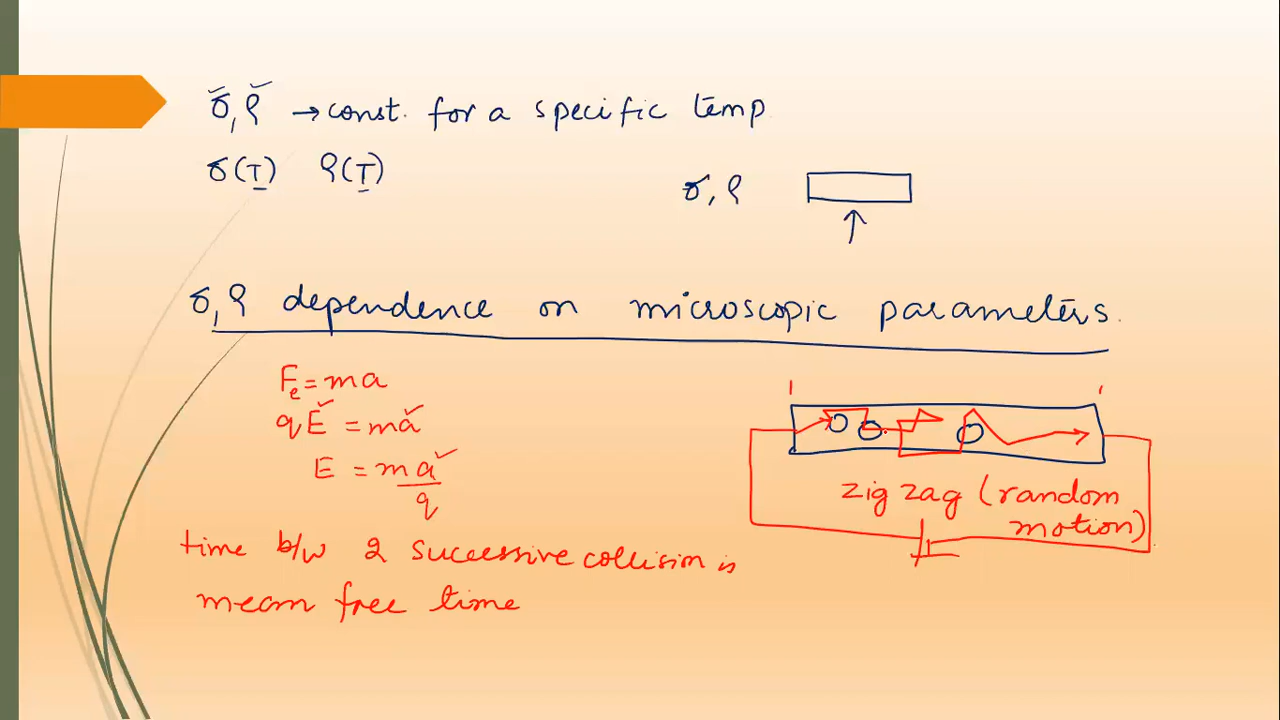 σ, ρ → const. for a specific temp.
σ(T) ρ(T)
σ, ρ
σ, ρ dependence on microscopic parameters.
Fe = ma
qE = ma
E = ma/q
zig zag (random motion)
time b/w 2 successive collision is
mean free time